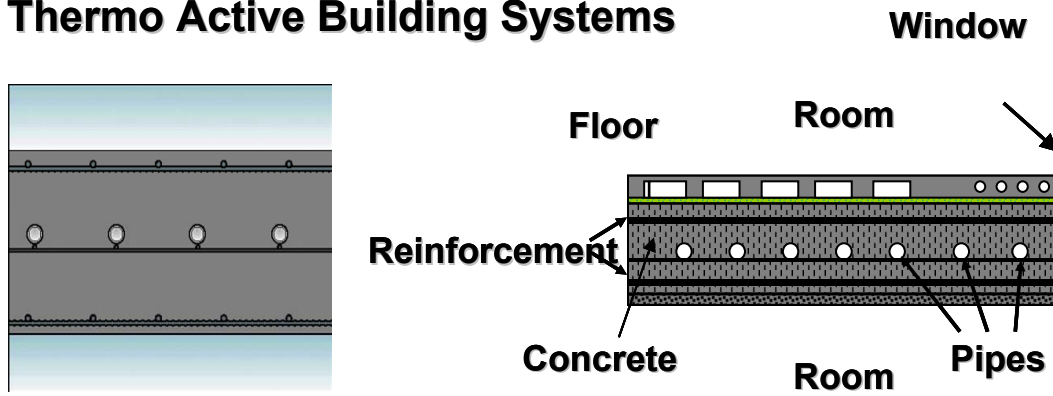 Thermo Active Building Systems
Window
Floor
Room
Reinforcement
Concrete
Pipes
Room